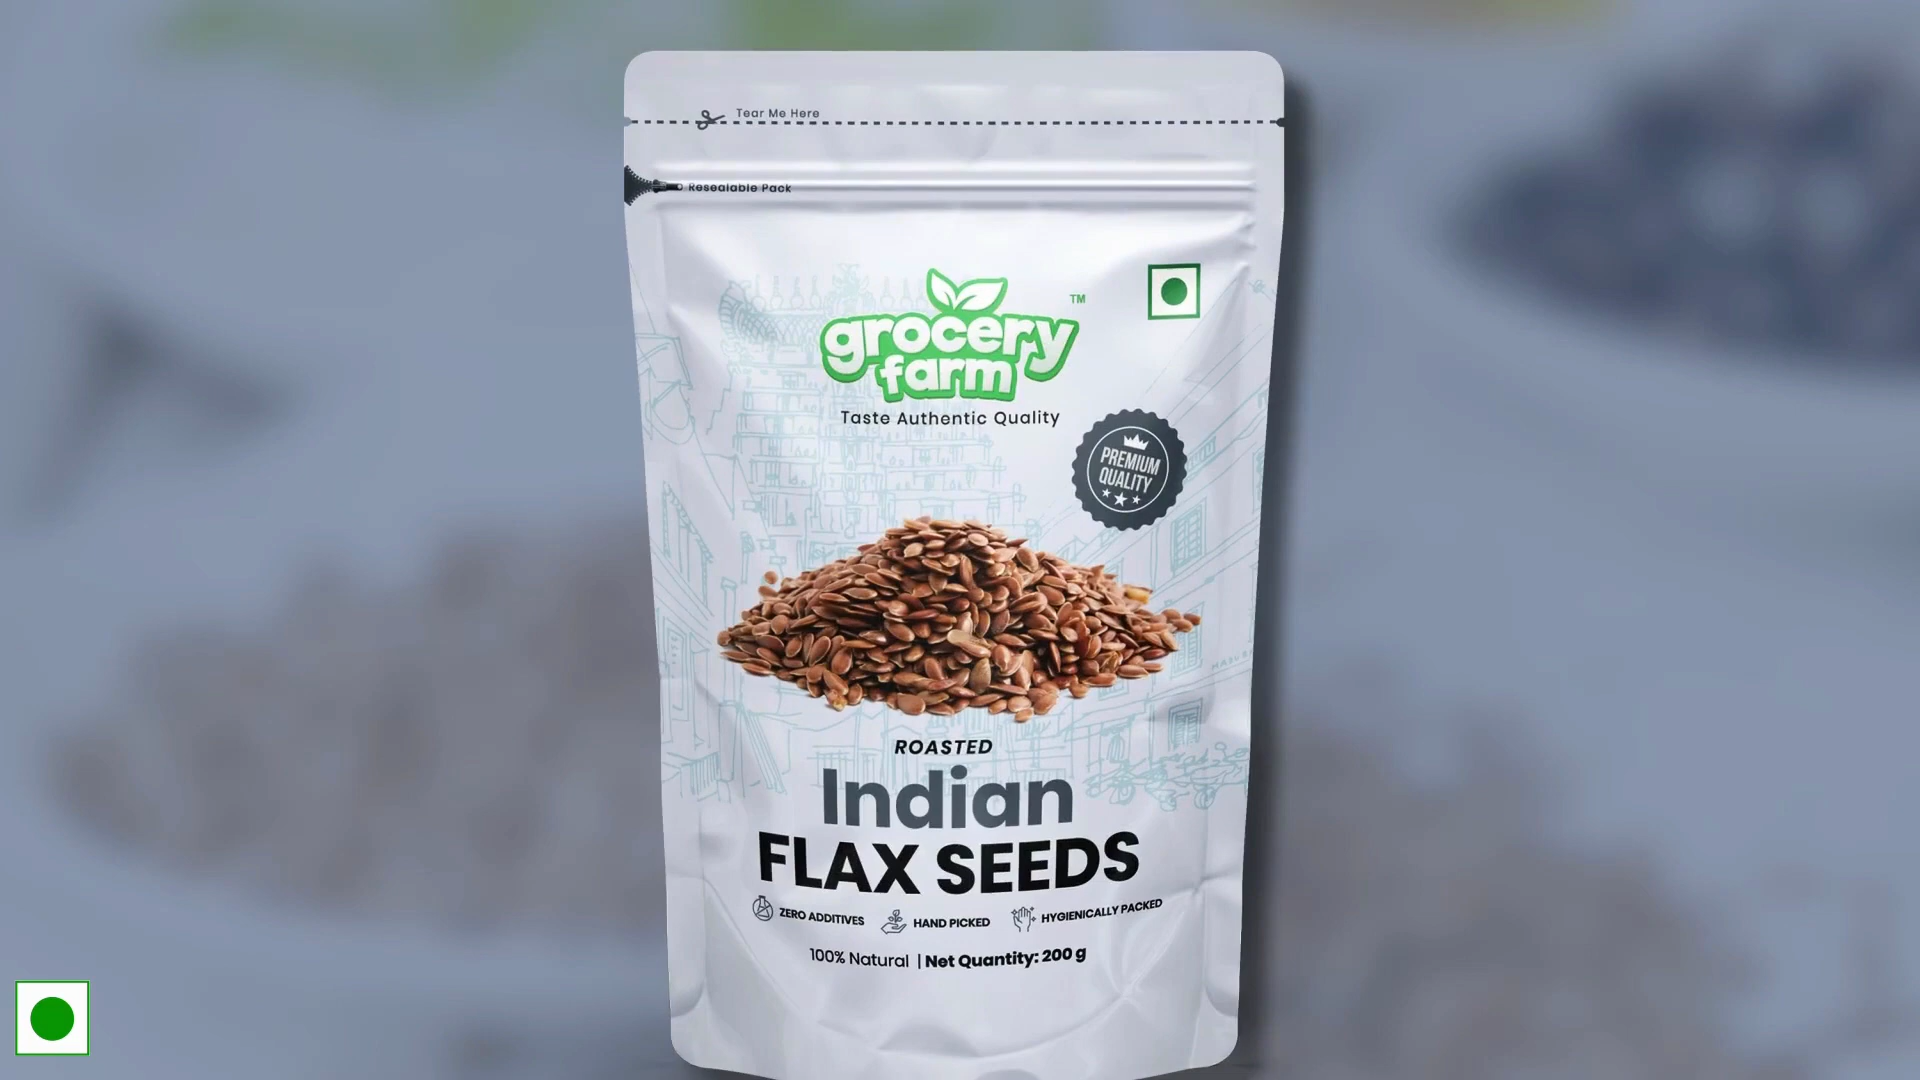 Tear Me Here
Resealable Pack
grocery
farm
TM
Taste Authentic Quality
PREMIUM
QUALITY
ROASTED
Indian
FLAX SEEDS
ZERO ADDITIVES
HAND PICKED
HYGIENICALLY PACKED
100% Natural | Net Quantity: 200 g